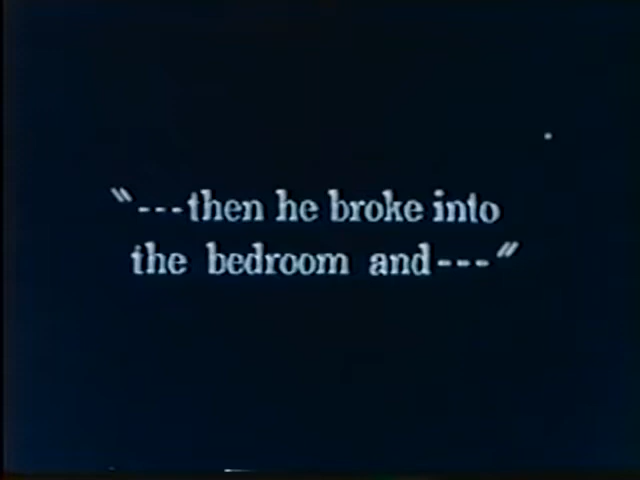 "---then he broke into
the bedroom and---"